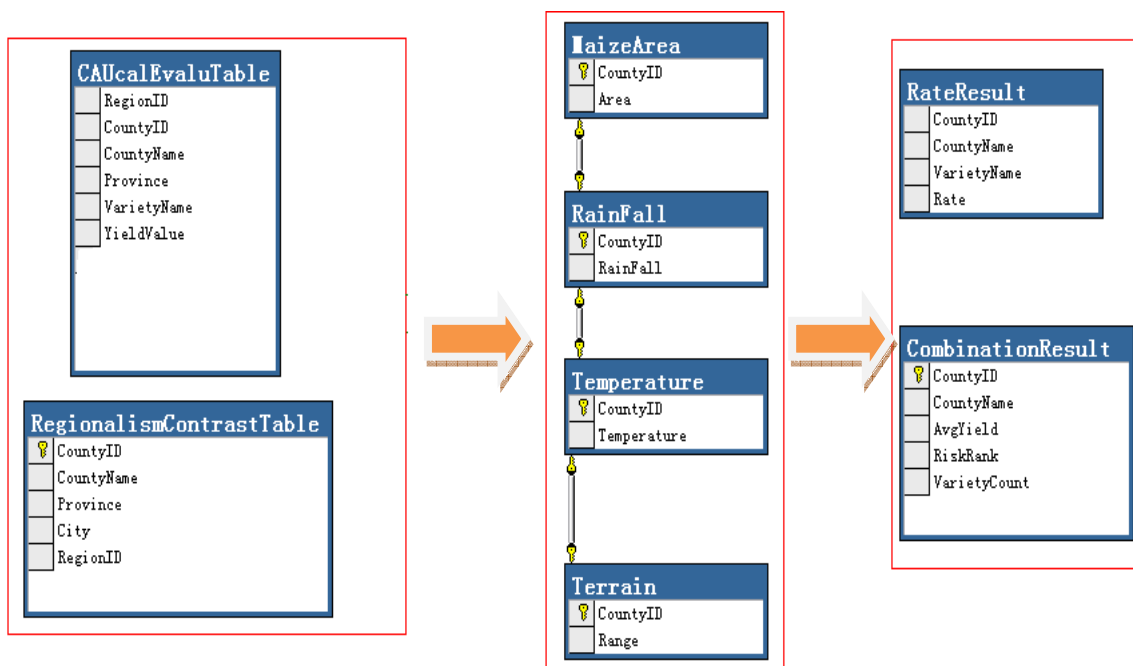 CAUcalEvaluTable
RegionID
CountyID
CountyName
Province
VarietyName
YieldValue
RegionalismContrastTable
CountyID
CountyName
Province
City
RegionID
MaizeArea
CountyID
Area
RainFall
CountyID
RainFall
Temperature
CountyID
Temperature
Terrain
CountyID
Range
RateResult
CountyID
CountyName
VarietyName
Rate
CombinationResult
CountyID
CountyName
AvgYield
RiskRank
VarietyCount